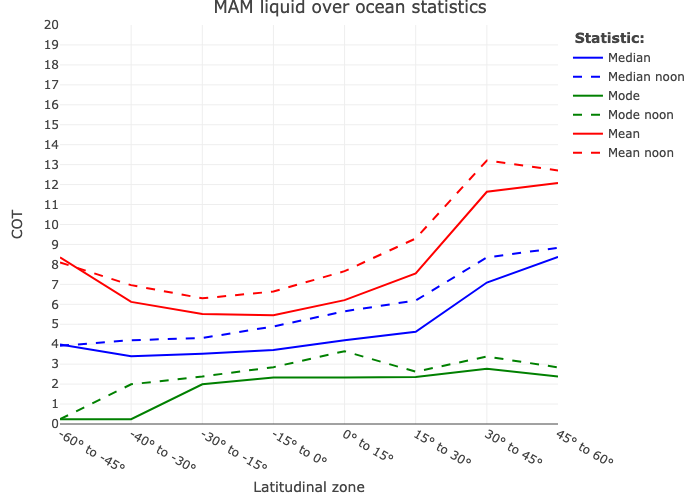 MAM liquid over ocean statistics
20
19
18
17
16
15
14
13
12
11
10
9
8
7
6
5
4
3
2
1
0
COT
-60° to -45°
-40° to -30°
-30° to -15°
-15° to 0°
0° to 15°
15° to 30°
30° to 45°
45° to 60°
Latitudinal zone
Statistic:
Median
Median noon
Mode
Mode noon
Mean
Mean noon